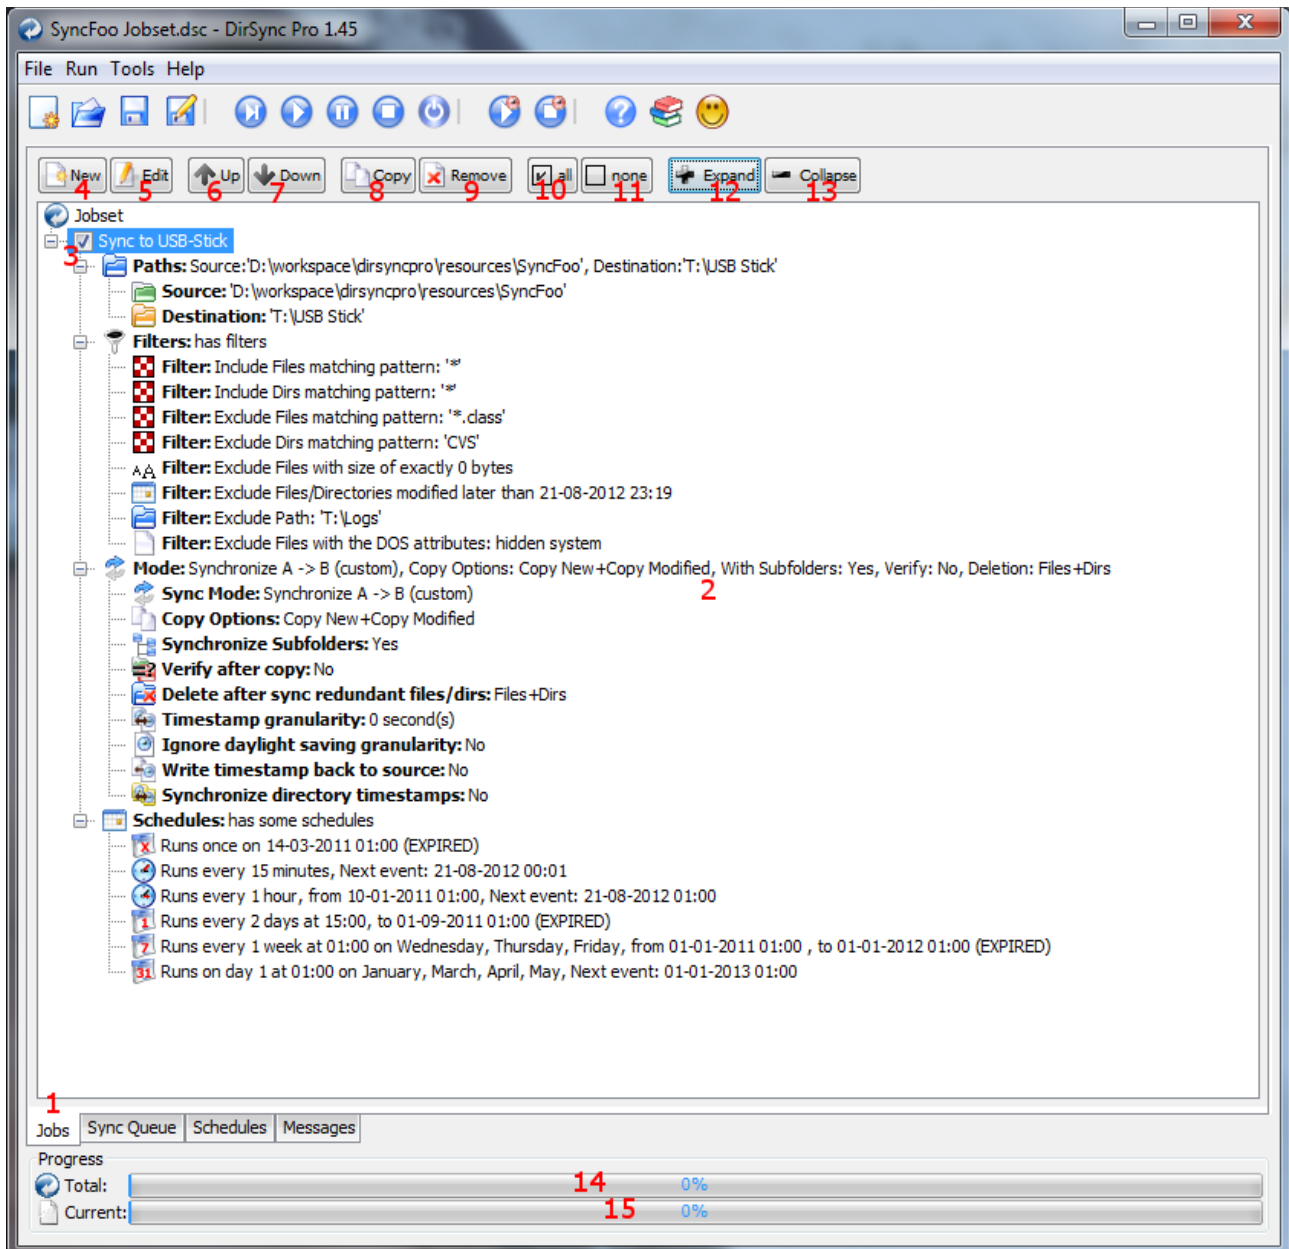 SyncFoo Jobset.dsc - DirSync Pro 1.45
File Run Tools Help
New Edit Up Down Copy Remove all none Expand Collapse
4 5 6 7 8 9 10 11 12 13
Jobset
Sync to USB-Stick
3
Paths: Source:'D:\workspace\dirsyncpro\resources\SyncFoo', Destination:'T:\USB Stick'
Source: 'D:\workspace\dirsyncpro\resources\SyncFoo'
Destination: 'T:\USB Stick'
Filters: has filters
Filter: Include Files matching pattern: '*'
Filter: Include Dirs matching pattern: '*'
Filter: Exclude Files matching pattern: '*.class'
Filter: Exclude Dirs matching pattern: 'CVS'
AA Filter: Exclude Files with size of exactly 0 bytes
Filter: Exclude Files/Directories modified later than 21-08-2012 23:19
Filter: Exclude Path: 'T:\Logs'
Filter: Exclude Files with the DOS attributes: hidden system
Mode: Synchronize A -> B (custom), Copy Options: Copy New+Copy Modified, With Subfolders: Yes, Verify: No, Deletion: Files+Dirs
2
Sync Mode: Synchronize A -> B (custom)
Copy Options: Copy New+Copy Modified
Synchronize Subfolders: Yes
Verify after copy: No
Delete after sync redundant files/dirs: Files+Dirs
Timestamp granularity: 0 second(s)
Ignore daylight saving granularity: No
Write timestamp back to source: No
Synchronize directory timestamps: No
Schedules: has some schedules
Runs once on 14-03-2011 01:00 (EXPIRED)
Runs every 15 minutes, Next event: 21-08-2012 00:01
Runs every 1 hour, from 10-01-2011 01:00, Next event: 21-08-2012 01:00
1 Runs every 2 days at 15:00, to 01-09-2011 01:00 (EXPIRED)
7 Runs every 1 week at 01:00 on Wednesday, Thursday, Friday, from 01-01-2011 01:00 , to 01-01-2012 01:00 (EXPIRED)
31 Runs on day 1 at 01:00 on January, March, April, May, Next event: 01-01-2013 01:00
1
Jobs Sync Queue Schedules Messages
Progress
Total: 14 0%
Current: 15 0%